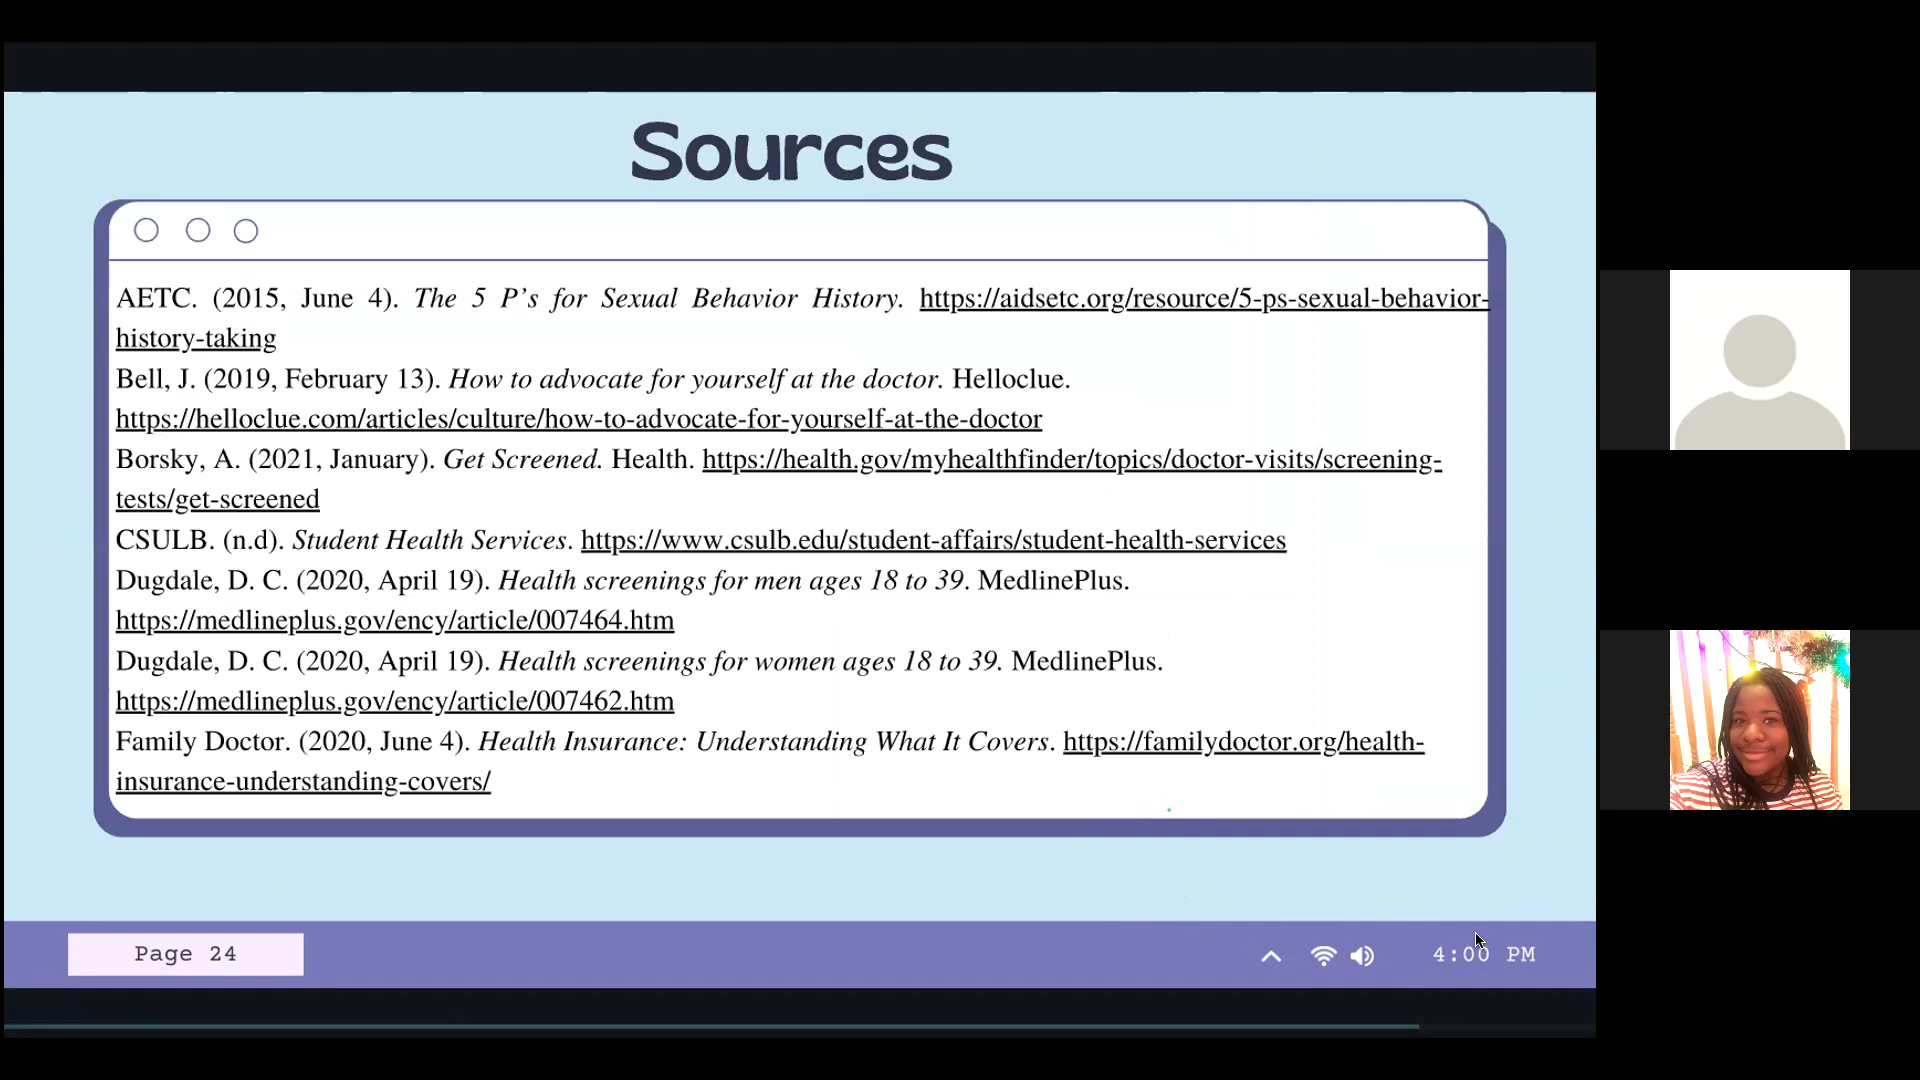 Sources
AETC. (2015, June 4). The 5 P’s for Sexual Behavior History. https://aidsetc.org/resource/5-ps-sexual-behavior-
history-taking
Bell, J. (2019, February 13). How to advocate for yourself at the doctor. Helloclue.
https://helloclue.com/articles/culture/how-to-advocate-for-yourself-at-the-doctor
Borsky, A. (2021, January). Get Screened. Health. https://health.gov/myhealthfinder/topics/doctor-visits/screening-
tests/get-screened
CSULB. (n.d). Student Health Services. https://www.csulb.edu/student-affairs/student-health-services
Dugdale, D. C. (2020, April 19). Health screenings for men ages 18 to 39. MedlinePlus.
https://medlineplus.gov/ency/article/007464.htm
Dugdale, D. C. (2020, April 19). Health screenings for women ages 18 to 39. MedlinePlus.
https://medlineplus.gov/ency/article/007462.htm
Family Doctor. (2020, June 4). Health Insurance: Understanding What It Covers. https://familydoctor.org/health-
insurance-understanding-covers/
Page 24
4:00 PM